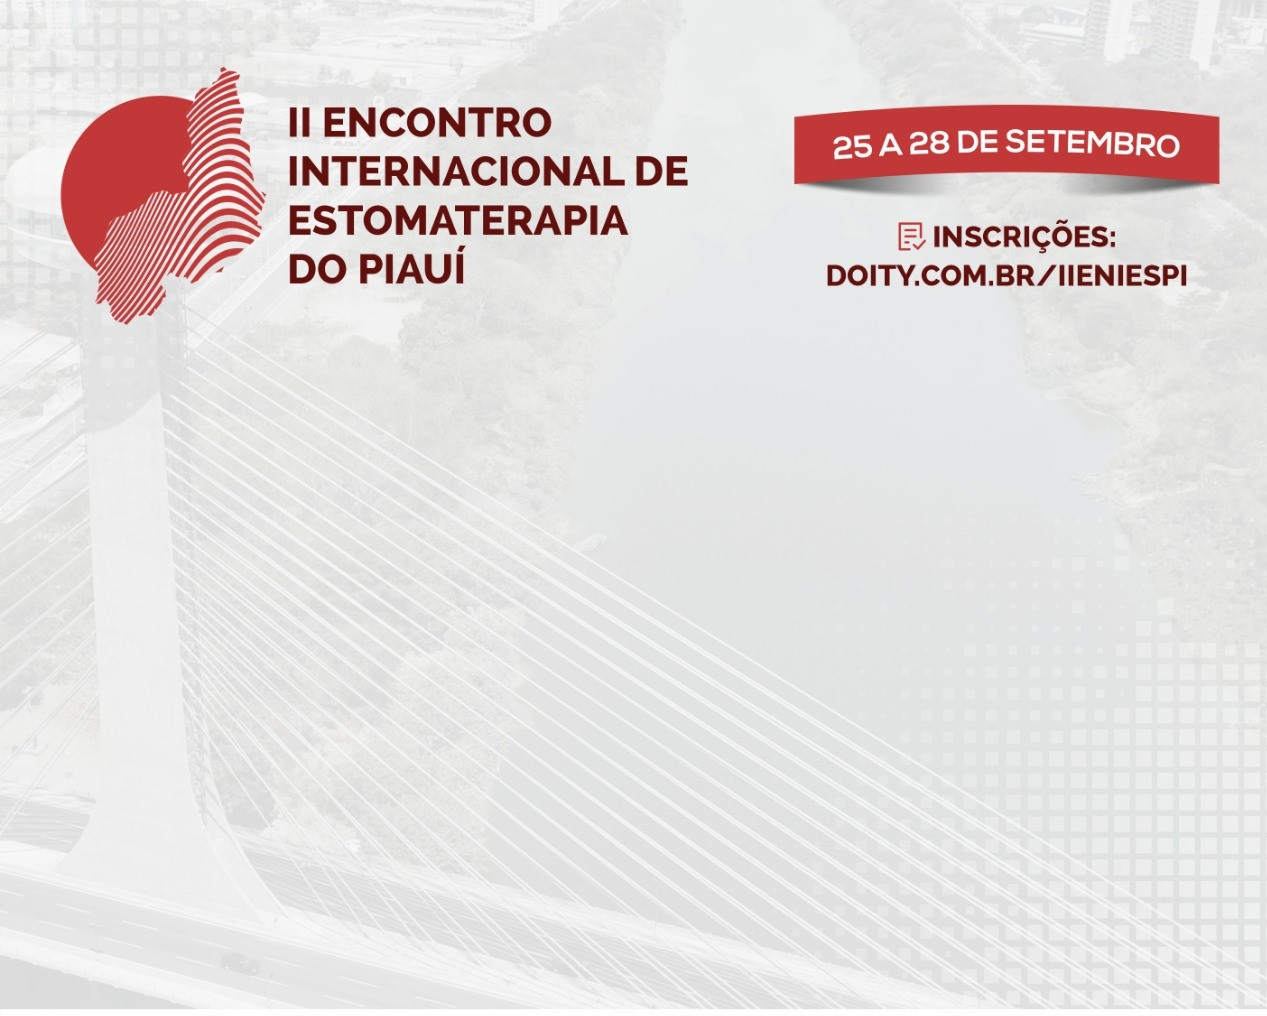 II ENCONTRO
INTERNACIONAL DE
ESTOMATERAPIA
DO PIAUÍ
25 A 28 DE SETEMBRO
INSCRIÇÕES:
DOITY.COM.BR/IIENIESPI